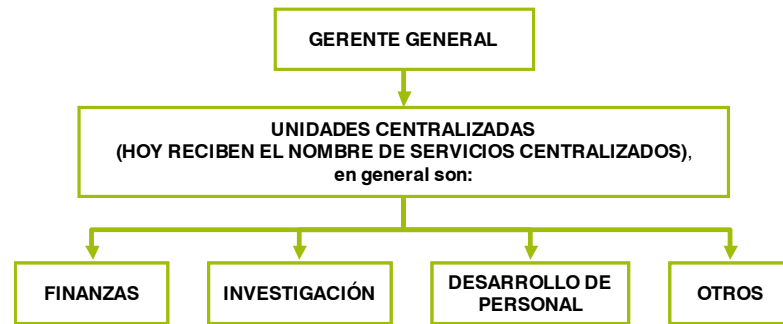 GERENTE GENERAL
UNIDADES CENTRALIZADAS
(HOY RECIBEN EL NOMBRE DE SERVICIOS CENTRALIZADOS),
en general son:
FINANZAS
INVESTIGACIÓN
DESARROLLO DE
PERSONAL
OTROS